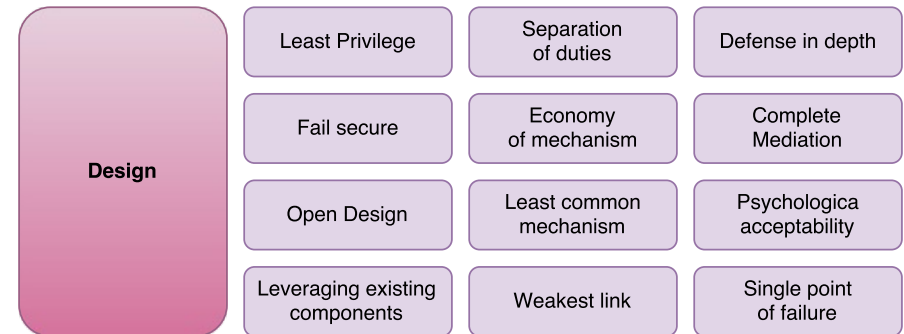 Design
Least Privilege
Separation
of duties
Defense in depth
Fail secure
Economy
of mechanism
Complete
Mediation
Open Design
Least common
mechanism
Psychologica
acceptability
Leveraging existing
components
Weakest link
Single point
of failure